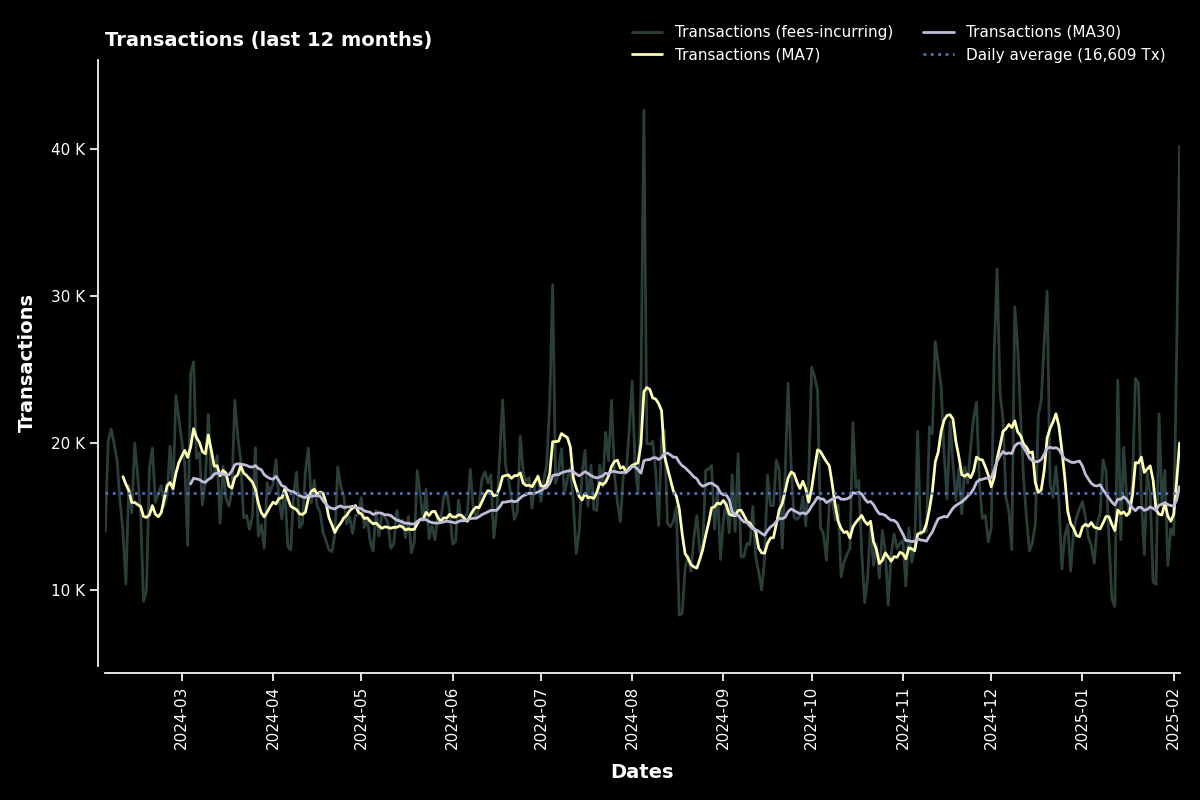 Transactions (last 12 months)
Transactions (fees-incurring)
Transactions (MA7)
Transactions (MA30)
Daily average (16,609 Tx)
Transactions
40 K
30 K
20 K
10 K
2024-03
2024-04
2024-05
2024-06
2024-07
2024-08
2024-09
2024-10
2024-11
2024-12
2025-01
2025-02
Dates